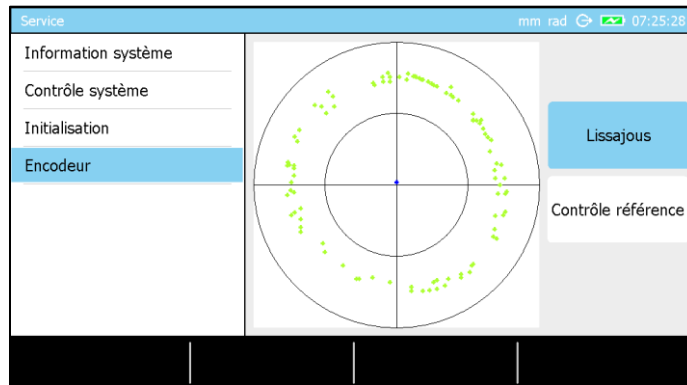 Service
mm rad 07:25:28
Information système
Contrôle système
Initialisation
Encodeur
Lissajous
Contrôle référence